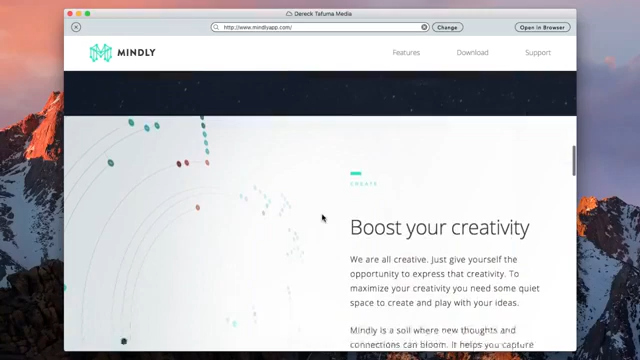 Dereck Tafuma Media
http://www.mindlyapp.com/
Change
Open in Browser
MINDLY
Features
Download
Support
CREATE
Boost your creativity
We are all creative. Just give yourself the
opportunity to express that creativity. To
maximize your creativity you need some quiet
space to create and play with your ideas.
Mindly is a soil where new thoughts and
connections can bloom. It helps you capture